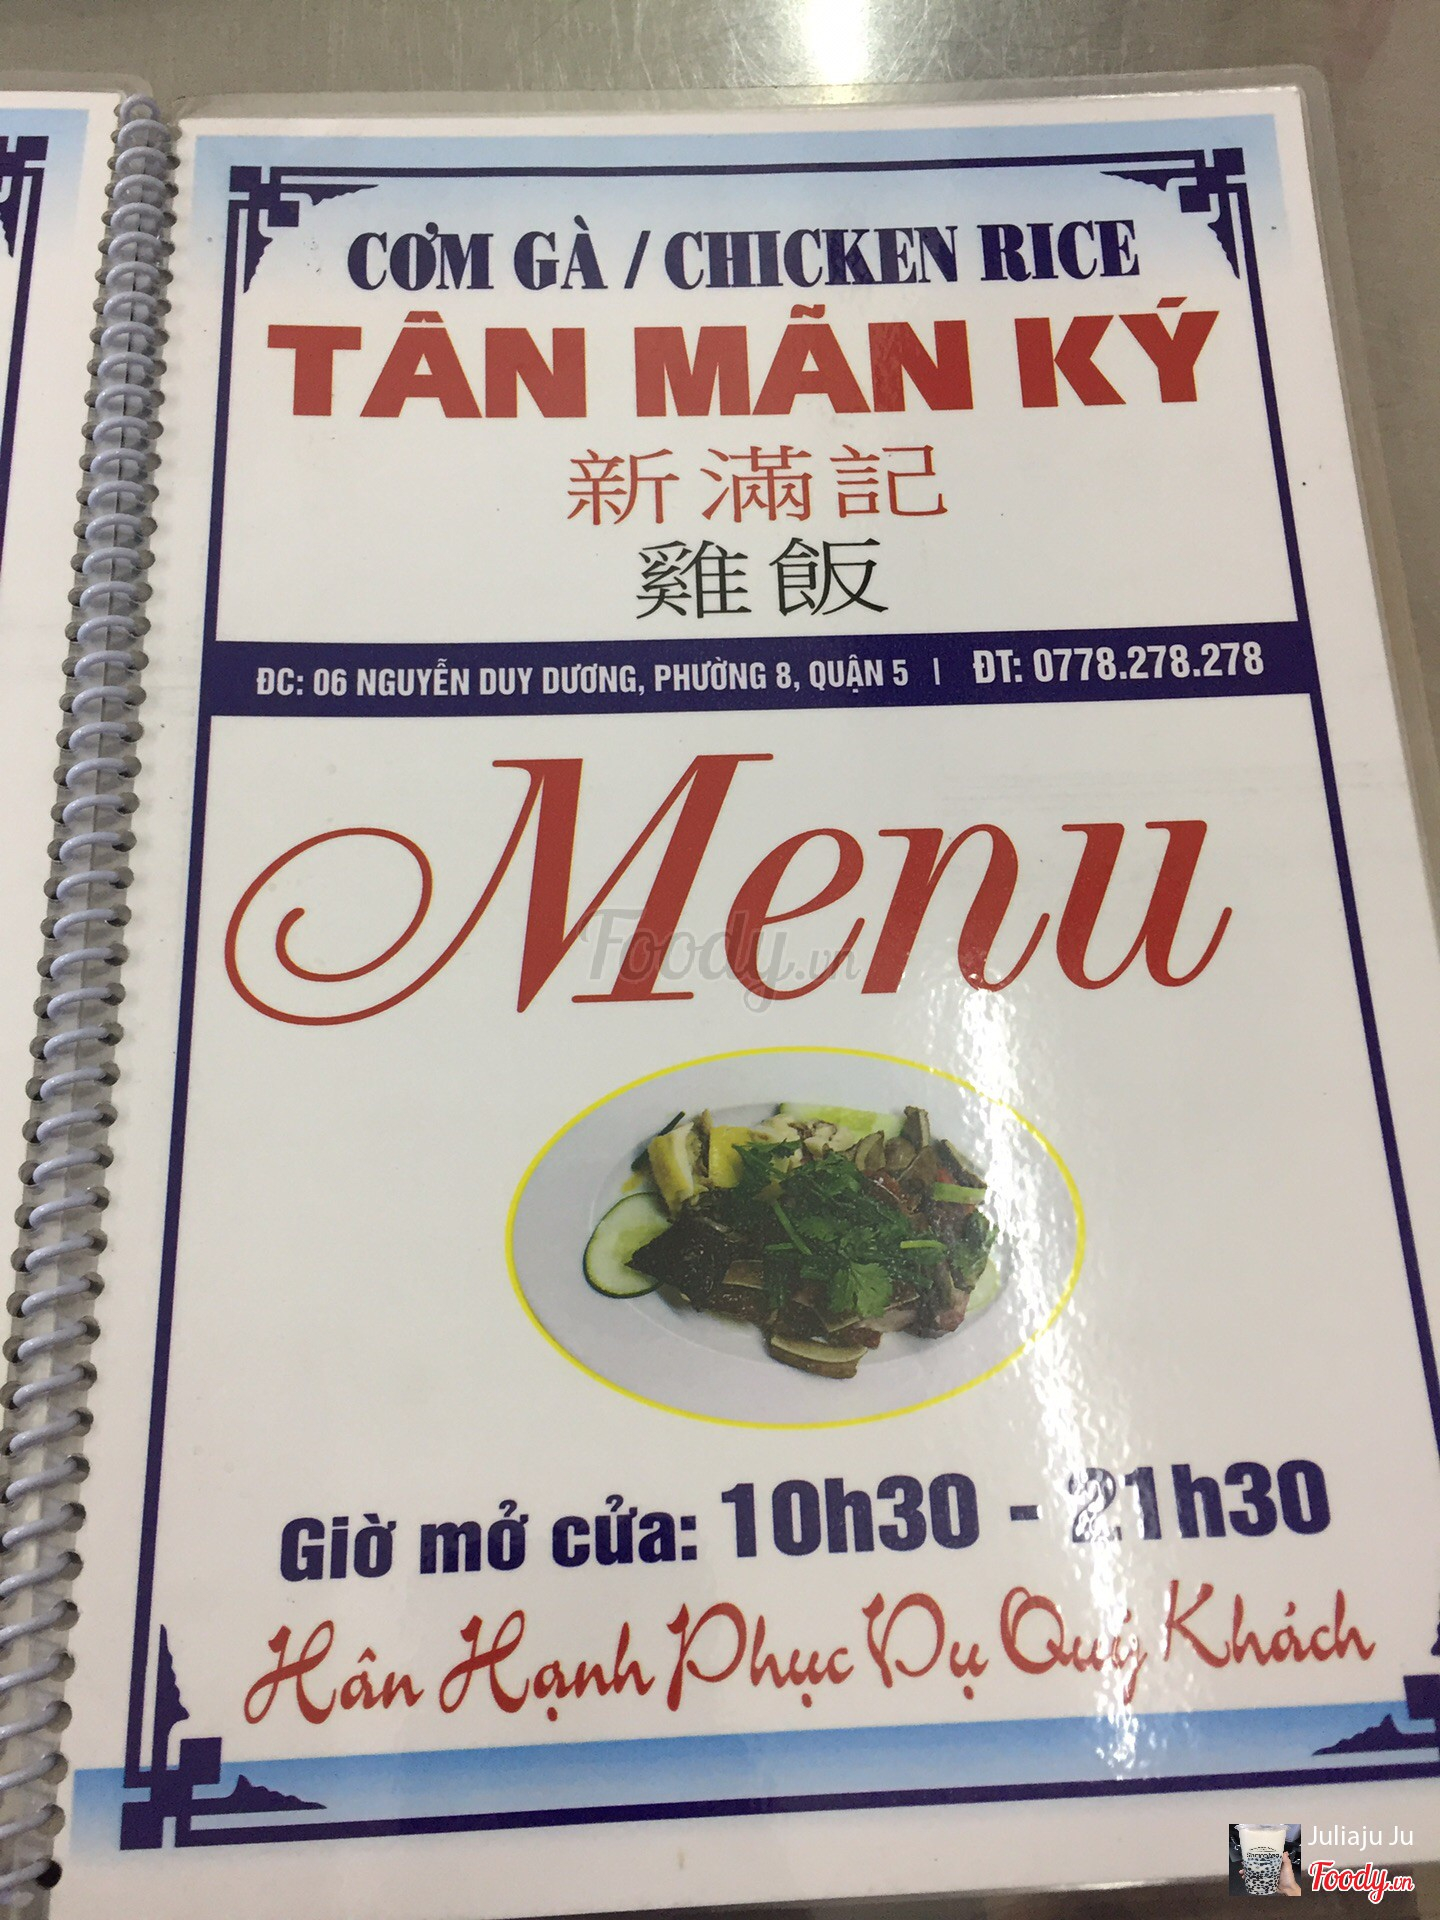 CƠM GÀ / CHICKEN RICE
TÂN MÃN KÝ
新滿記
雞飯
ĐC: 06 NGUYỄN DUY DƯƠNG, PHƯỜNG 8, QUẬN 5 | ĐT: 0778.278.278
Menu
Foody.vn
Giờ mở cửa: 10h30 - 21h30
Hân Hạnh Phục Vụ Quý Khách
Juliaju Ju
Foody.vn